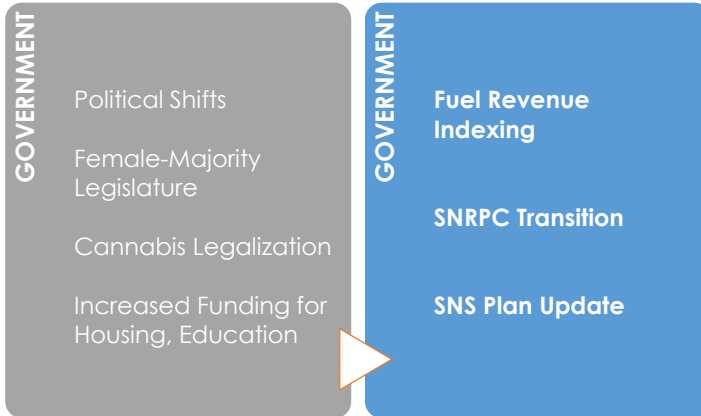 GOVERNMENT
Political Shifts
Female-Majority
Legislature
Cannabis Legalization
Increased Funding for
Housing, Education
GOVERNMENT
Fuel Revenue
Indexing
SNRPC Transition
SNS Plan Update